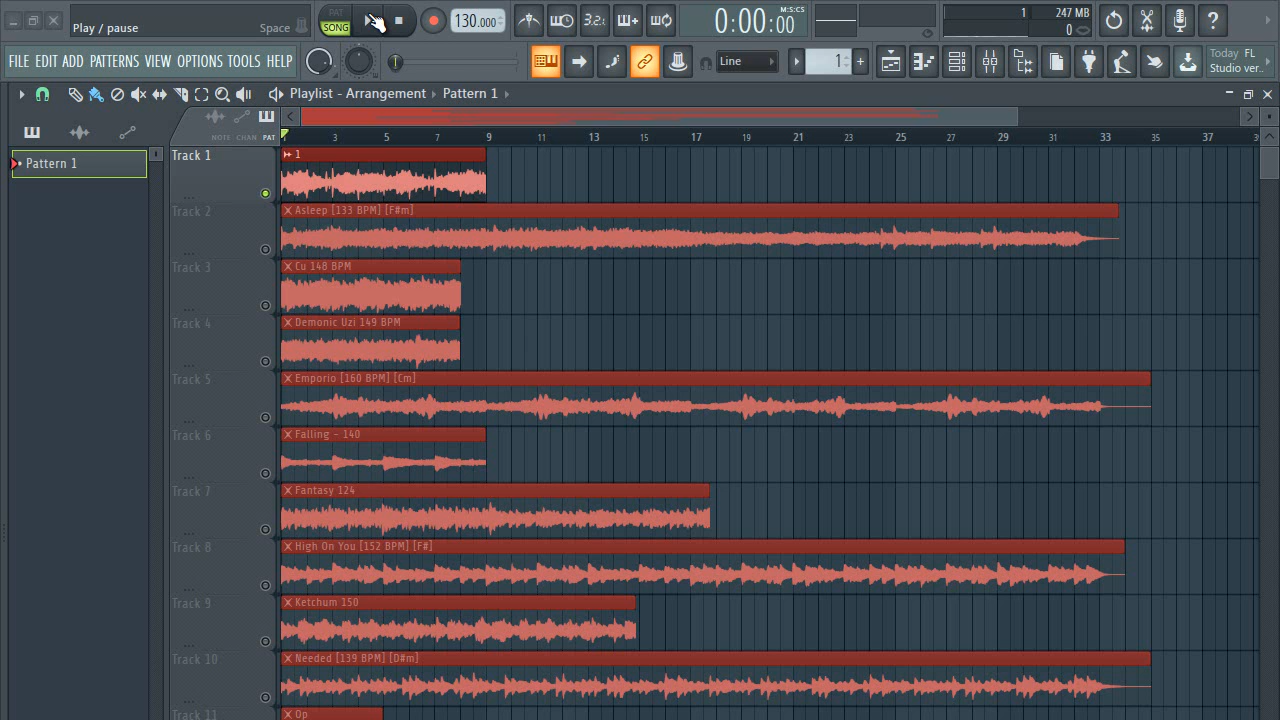 PAT
SONG
130.000
3.2.
0:00:00
M:S:CS
1
247 MB
0
Play / pause
Space
FILE EDIT ADD PATTERNS VIEW OPTIONS TOOLS HELP
Line
1
Today FL
Studio ver..
Playlist - Arrangement
Pattern 1
NOTE CHAN PAT
3 5 7 9 11 13 15 17 19 21 23 25 27 29 31 33 35 37
Pattern 1
Track 1
1
Track 2
Asleep [133 BPM] [F#m]
Track 3
Cu 148 BPM
Track 4
Demonic Uzi 149 BPM
Track 5
Emporio [160 BPM] [Cm]
Track 6
Falling - 140
Track 7
Fantasy 124
Track 8
High On You [152 BPM] [F#]
Track 9
Ketchum 150
Track 10
Needed [139 BPM] [D#m]
Track 11
Op